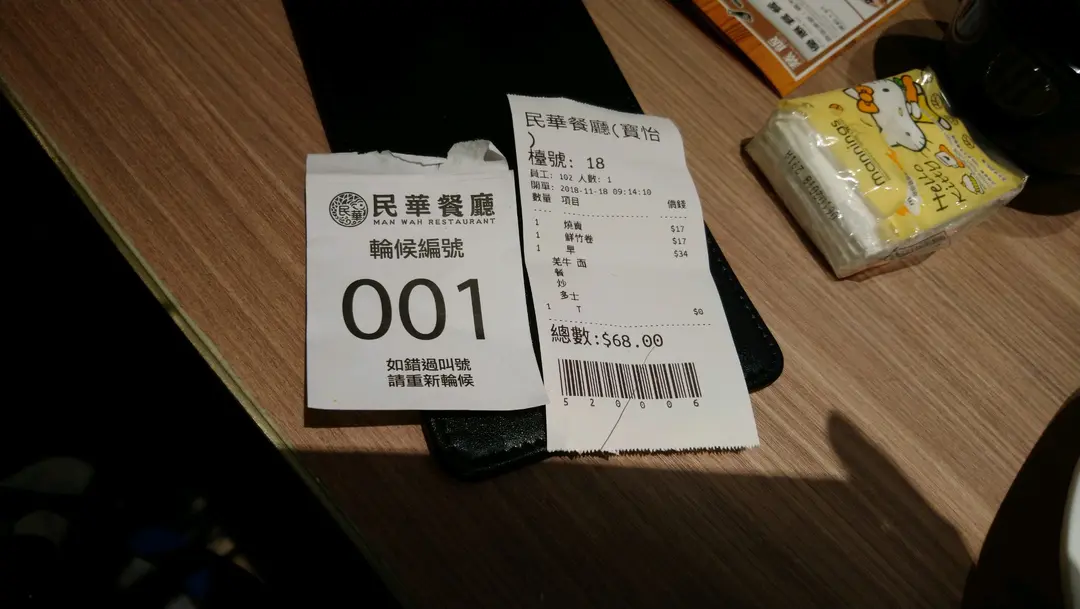 民華餐廳
MAN WAH RESTAURANT
輪候編號
001
如錯過叫號
請重新輪候
民華餐廳(寶怡
)
檯號: 18
員工: 102 人數: 1
開單: 2018-11-18 09:14:10
數量 項目 價錢
1 燒賣 $17
1 鮮竹卷 $17
1 早 $34
羌牛 面
餐
炒
多士
1 T $0
總數:$68.00
520006
mannings
Hello
Kitty